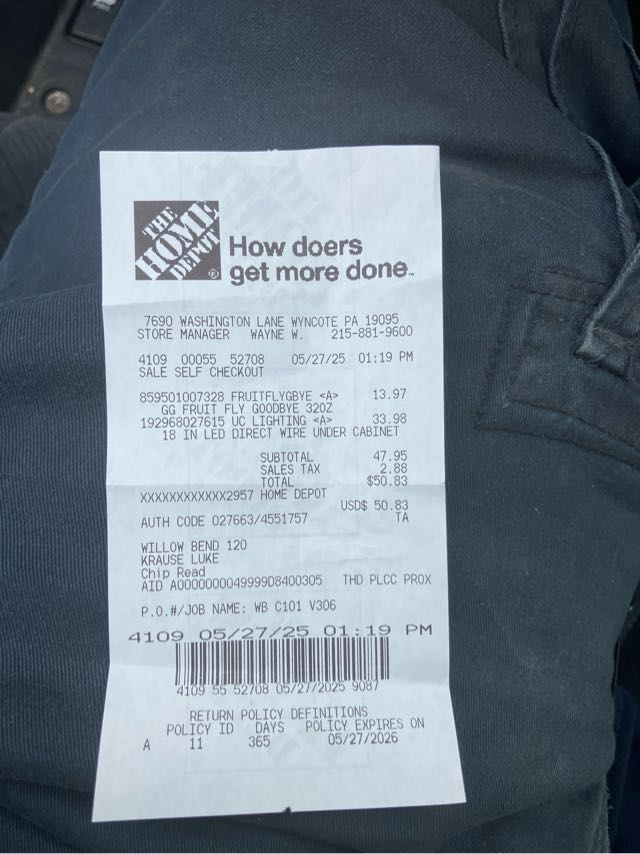 THE
HOME
DEPOT
®
How doers
get more done™
7690 WASHINGTON LANE WYNCOTE PA 19095
STORE MANAGER WAYNE W. 215-881-9600
4109 00055 52708 05/27/25 01:19 PM
SALE SELF CHECKOUT
859501007328 FRUITFLYGBYE <A> 13.97
GG FRUIT FLY GOODBYE 32OZ
192968027615 UC LIGHTING <A> 33.98
18 IN LED DIRECT WIRE UNDER CABINET
SUBTOTAL 47.95
SALES TAX 2.88
TOTAL $50.83
XXXXXXXXXXXX2957 HOME DEPOT
USD$ 50.83
AUTH CODE 027663/4551757 TA
WILLOW BEND 120
KRAUSE LUKE
Chip Read
AID A0000000049999D8400305 THD PLCC PROX
P.O.#/JOB NAME: WB C101 V306
4109 05/27/25 01:19 PM
4109 55 52708 05/27/2025 9087
RETURN POLICY DEFINITIONS
POLICY ID DAYS POLICY EXPIRES ON
A 11 365 05/27/2026